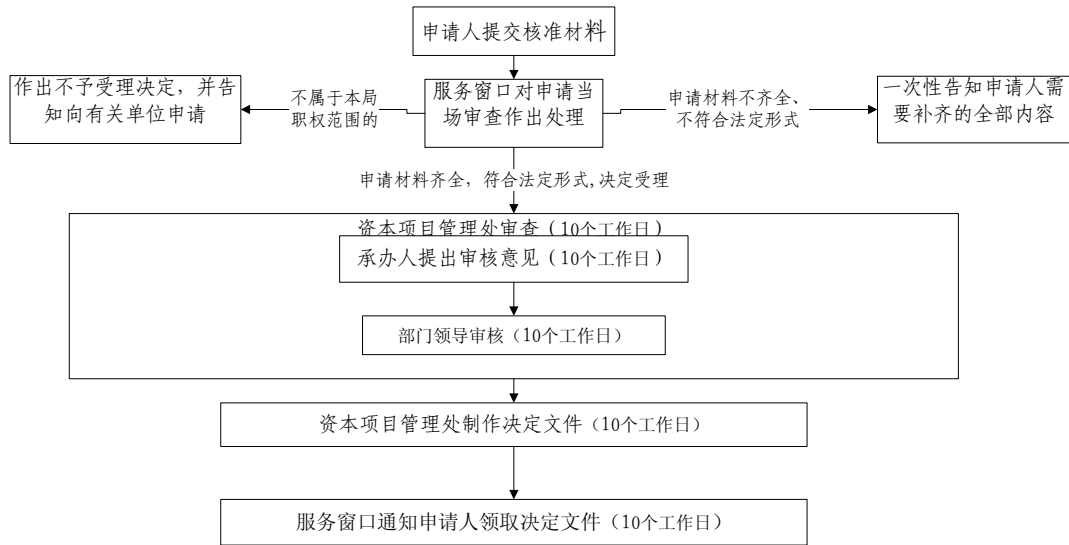 申请人提交核准材料
作出不予受理决定，并告
知向有关单位申请
不属于本局
职权范围的
服务窗口对申请当
场审查作出处理
申请材料不齐全、
不符合法定形式
一次性告知申请人需
要补齐的全部内容
申请材料齐全，符合法定形式,决定受理
资本项目管理处审查（10个工作日）
承办人提出审核意见（10个工作日）
部门领导审核（10个工作日）
资本项目管理处制作决定文件（10个工作日）
服务窗口通知申请人领取决定文件（10个工作日）